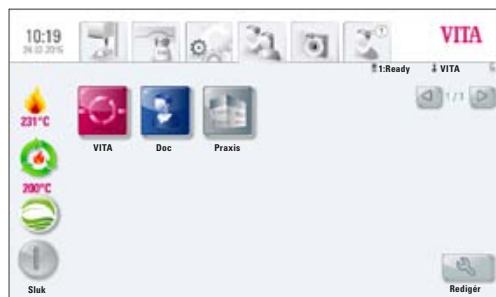 10:19
VITA
1:Ready VITA
231°C
1/1
VITA Doc Praxis
200°C
Sluk Redigér